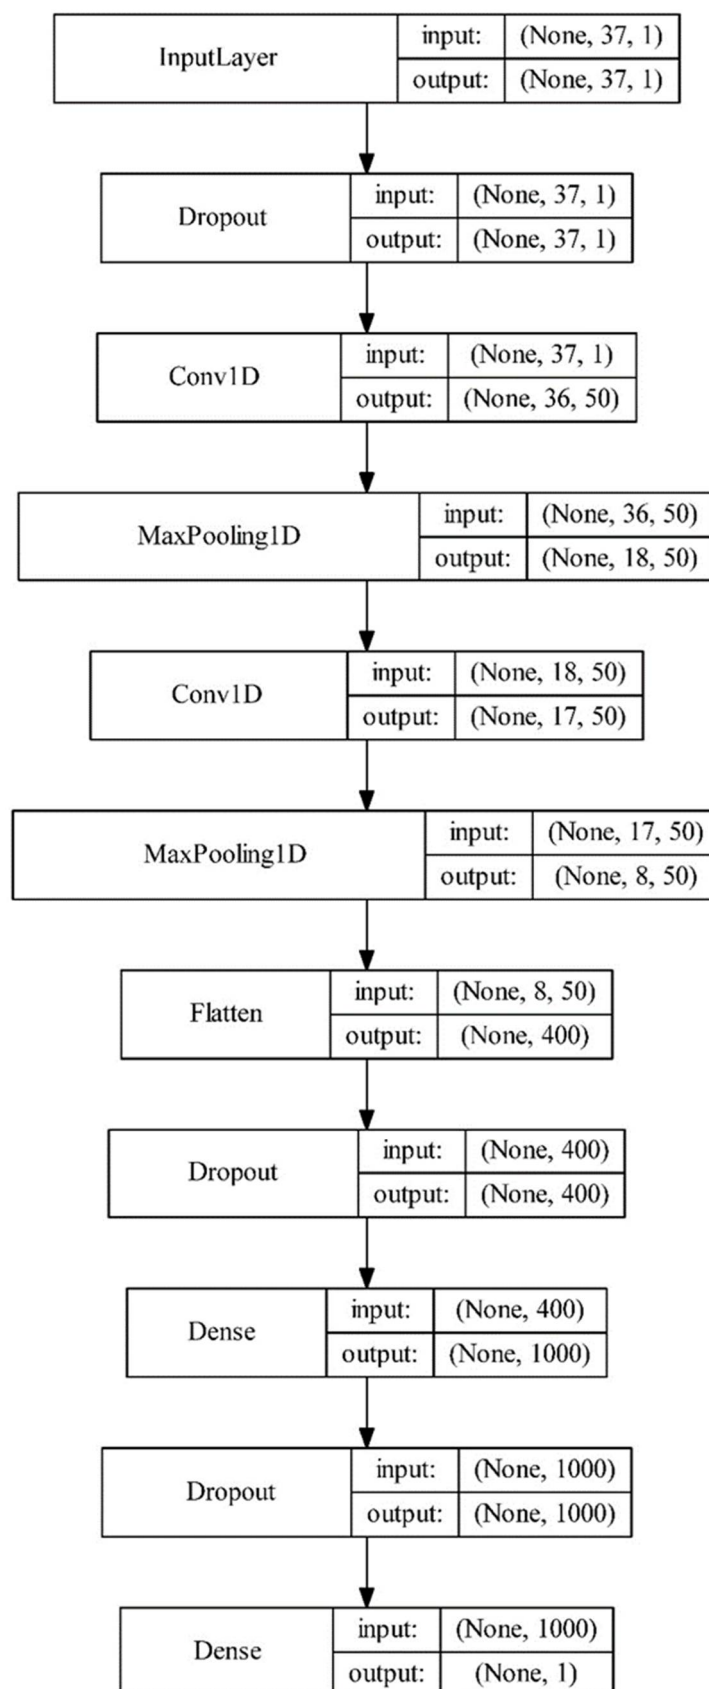 InputLayer
input: (None, 37, 1)
output: (None, 37, 1)
Dropout
input: (None, 37, 1)
output: (None, 37, 1)
Conv1D
input: (None, 37, 1)
output: (None, 36, 50)
MaxPooling1D
input: (None, 36, 50)
output: (None, 18, 50)
Conv1D
input: (None, 18, 50)
output: (None, 17, 50)
MaxPooling1D
input: (None, 17, 50)
output: (None, 8, 50)
Flatten
input: (None, 8, 50)
output: (None, 400)
Dropout
input: (None, 400)
output: (None, 400)
Dense
input: (None, 400)
output: (None, 1000)
Dropout
input: (None, 1000)
output: (None, 1000)
Dense
input: (None, 1000)
output: (None, 1)